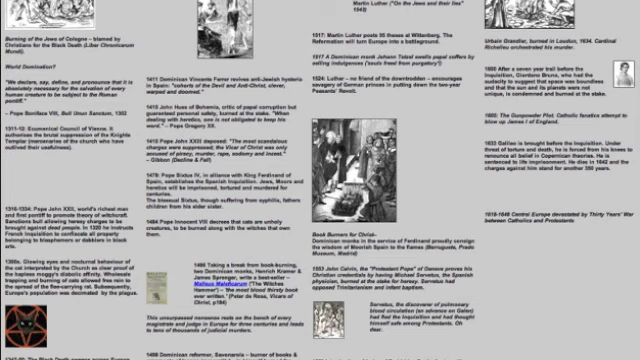 Burning of the Jews of Cologne – blamed by
Christians for the Black Death (Liber Chronicarum
Mundi).
World Domination?
"We declare, say, define, and pronounce that it is
absolutely necessary for the salvation of every
human creature to be subject to the Roman
pontiff."
– Pope Boniface VIII, Bull Unum Sanctum, 1302
1311-12: Ecumenical Council of Vienne. It
authorises the brutal suppression of the Knights
Templar (mercenaries of the church who have
outlived their usefulness).
1316-1334: Pope John XXII, world's richest man
and first pontiff to promote theory of witchcraft.
Sanctions bull allowing heresy charges to be
brought against dead people. In 1320 he instructs
French Inquisition to confiscate all property
belonging to blasphemers or dabblers in black
arts.
1390s. Glowing eyes and nocturnal behaviour of
the cat interpreted by the Church as clear proof of
the hapless moggy's diabolic affinity. Wholesale
trapping and burning of cats allowed free rein to
the spread of the flee-carrying rat. Subsequently,
Europe's population was decimated by the plague.
1411 Dominican Vincente Ferrer revives anti-Jewish hysteria
in Spain: "cohorts of the Devil and Anti-Christ, clever,
warped and doomed".
1415 John Huss of Bohemia, critic of papal corruption but
guaranteed personal safety, burned at the stake. "When
dealing with heretics, one is not obligated to keep his
word." – Pope Gregory XII.
1415 Pope John XXIII deposed: "The most scandalous
charges were suppressed; the Vicar of Christ was only
accused of piracy, murder, rape, sodomy and incest."
– Gibbon (Decline & Fall)
1478: Pope Sixtus IV, in alliance with King Ferdinand of
Spain, establishes the Spanish Inquisition. Jews, Moors and
heretics will be imprisoned, tortured and murdered for
centuries.
The bisexual Sixtus, though suffering from syphilis, fathers
children from his elder sister.
1484 Pope Innocent VIII decrees that cats are unholy
creatures, to be burned along with the witches that own
them.
1486 Taking a break from book-burning,
two Dominican monks, Henrich Kramer &
James Sprenger, write a best-seller –
Malleus Maleficarum ('The Witches
Hammer') – 'the most blood thirsty book
ever written.' (Peter de Rosa, Vicars of
Christ, p184)
This unsurpassed nonsense rests on the bench of every
magistrate and judge in Europe for three centuries and leads
to tens of thousands of judicial murders.
1498 Dominican reformer, Savonarola – burner of books &
Martin Luther ("On the Jews and their lies"
1543)
1517: Martin Luther posts 95 theses at Wittenberg. The
Reformation will turn Europe into a battleground.
1517 A Dominican monk Johann Tetzel swells papal coffers by
selling indulgences ('souls freed from purgatory!')
1524: Luther – no friend of the downtrodden – encourages
savagery of German princes in putting down the two-year
Peasants' Revolt.
Book Burners for Christ–
Dominican monks in the service of Ferdinand proudly consign
the wisdom of Moorish Spain to the flames (Berruguete, Prado
Museum, Madrid)
1553 John Calvin, the "Protestant Pope" of Geneva proves his
Christian credentials by having Michael Servetus, the Spanish
physician, burned at the stake for heresy. Servetus had
opposed Trinitarianism and infant baptism.
Servetus, the discoverer of pulmonary
blood circulation (an advance on Galen)
had fled the Inquisition and had thought
himself safe among Protestants. Oh
dear.
Urbain Grandier, burned in Loudun, 1634. Cardinal
Richelieu orchestrated his murder.
1600 After a seven year trail before the
Inquisition, Giordano Bruno, who has had the
audacity to suggest that space was boundless
and that the sun and its planets were not
unique, is condemned and burned at the stake.
1605: The Gunpowder Plot. Catholic fanatics attempt to
blow up James I of England.
1633 Galileo is brought before the Inquisition. Under
threat of torture and death, he is forced from his knees to
renounce all belief in Copernican theories. He is
sentenced to life imprisonment. He dies in 1642 and the
charges against him stand for another 350 years.
1618-1648 Central Europe devastated by Thirty Years' War
between Catholics and Protestants